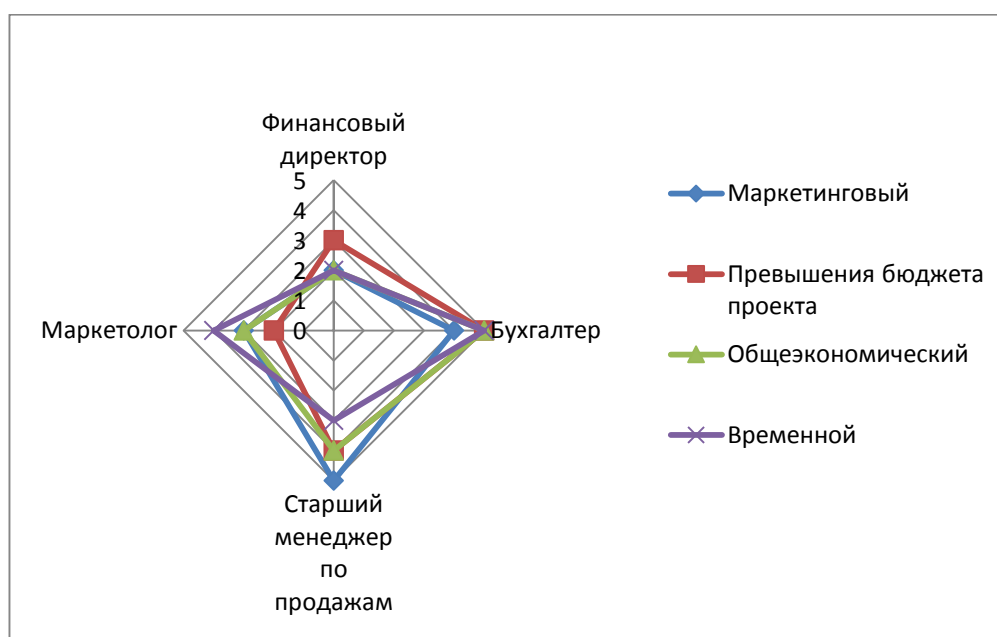 Финансовый
директор
5
4
3
2
1
0
Маркетолог
Бухгалтер
Старший
менеджер
по
продажам
Маркетинговый
Превышения бюджета
проекта
Общеэкономический
Временной